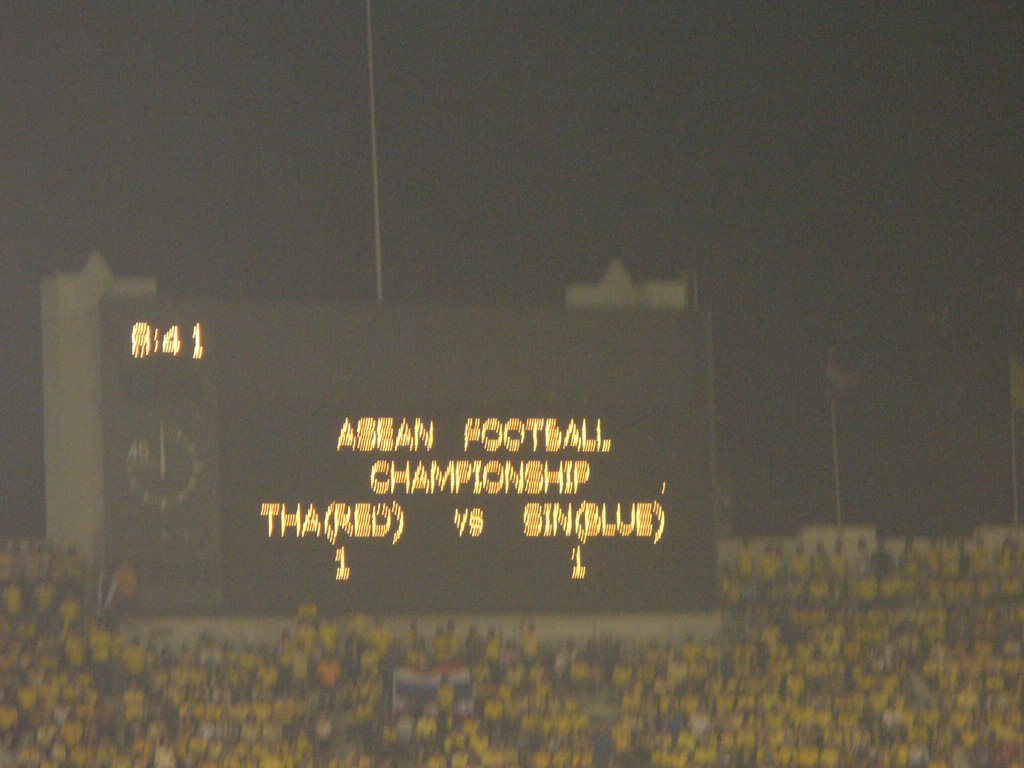 ASEAN FOOTBALL
CHAMPIONSHIP
THA(RED) VS SIN(BLUE)
1 1